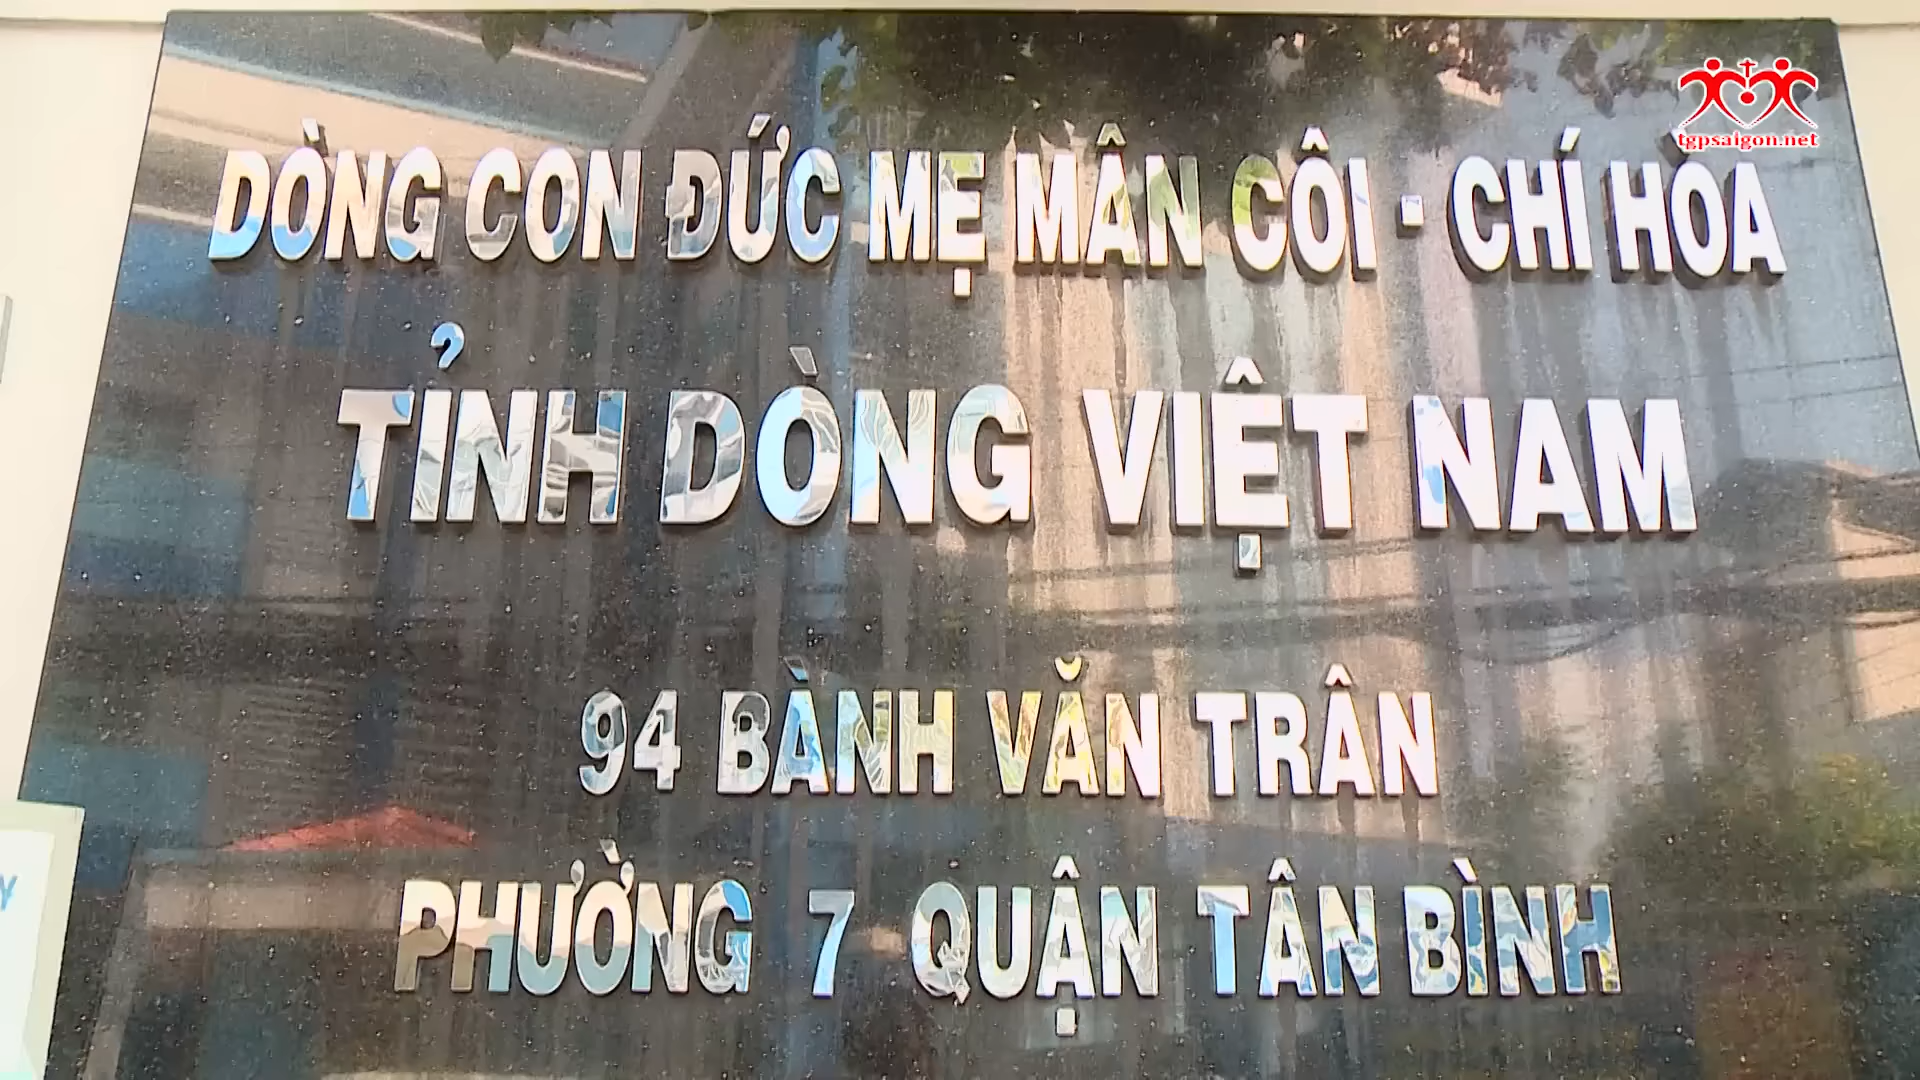 tgpsaigon.net
DÒNG CON ĐỨC MẸ MÂN CÔI - CHÍ HÒA
TỈNH DÒNG VIỆT NAM
94 BÀNH VĂN TRÂN
PHƯỜNG 7 QUẬN TÂN BÌNH
Y